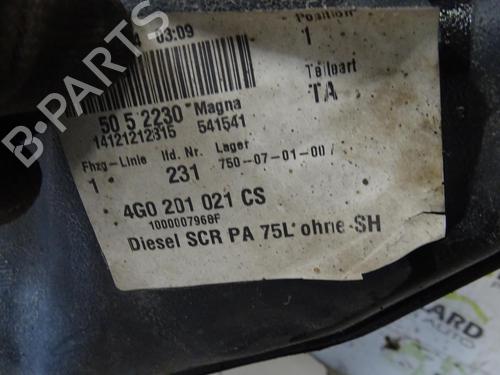 4 03:09
Position
1
50 5 2230 Magna
14121212315 541541
Teileart
TA
Fhzg-Linie lfd. Nr. Lager
1 231 750-07-01-00/
4G0 201 021 CS
1000007968F
Diesel SCR PA 75L ohne SH